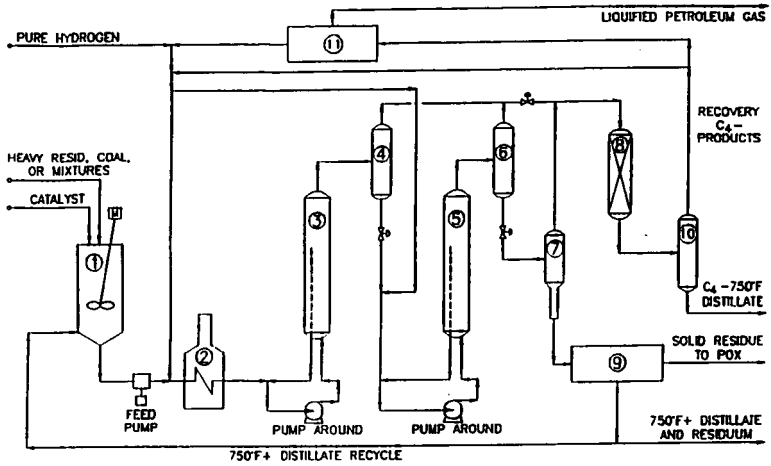 LIQUIFIED PETROLEUM GAS
11
PURE HYDROGEN
RECOVERY
C4-
PRODUCTS
HEAVY RESID, COAL,
OR MIXTURES
CATALYST
M
1
2
3
4
5
6
7
8
9
10
C4-750°F
DISTILLATE
SOLID RESIDUE
TO POX
FEED
PUMP
PUMP AROUND
PUMP AROUND
750°F+ DISTILLATE
AND RESIDUUM
750°F+ DISTILLATE RECYCLE